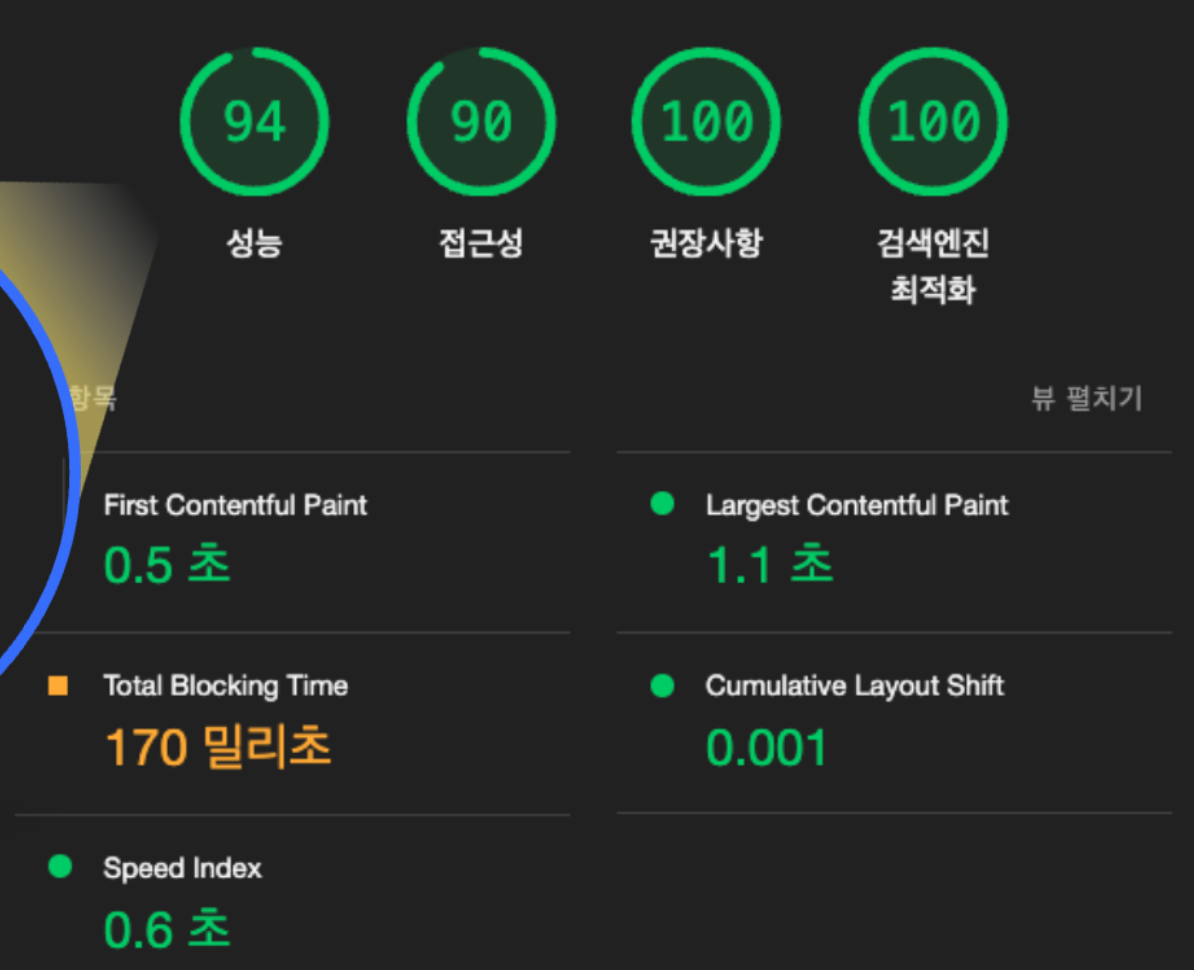 94
90
100
100
성능
접근성
권장사항
검색엔진
최적화
항목
뷰 펼치기
First Contentful Paint
0.5 초
Largest Contentful Paint
1.1 초
Total Blocking Time
170 밀리초
Cumulative Layout Shift
0.001
Speed Index
0.6 초